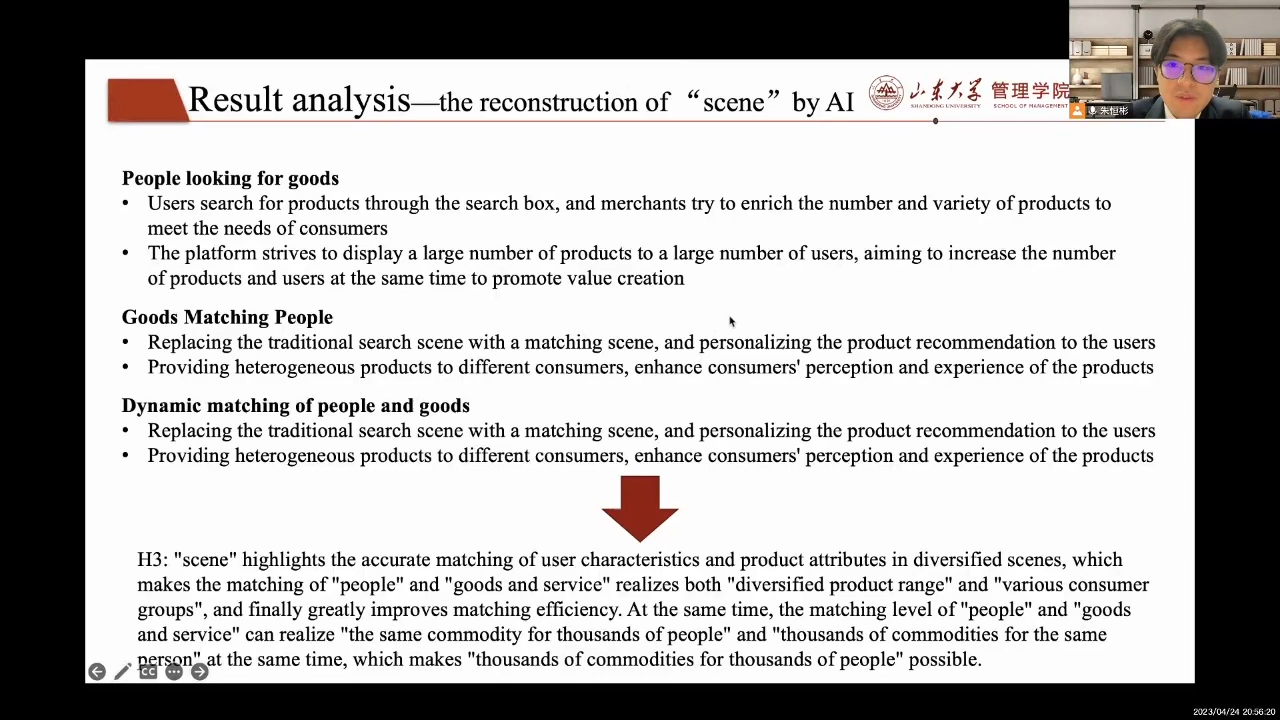 Result analysis—the reconstruction of “scene” by AI
山东大学 管理学院
SHANDONG UNIVERSITY SCHOOL OF MANAGEMENT
朱恒彬
People looking for goods
• Users search for products through the search box, and merchants try to enrich the number and variety of products to
meet the needs of consumers
• The platform strives to display a large number of products to a large number of users, aiming to increase the number
of products and users at the same time to promote value creation
Goods Matching People
• Replacing the traditional search scene with a matching scene, and personalizing the product recommendation to the users
• Providing heterogeneous products to different consumers, enhance consumers' perception and experience of the products
Dynamic matching of people and goods
• Replacing the traditional search scene with a matching scene, and personalizing the product recommendation to the users
• Providing heterogeneous products to different consumers, enhance consumers' perception and experience of the products
H3: "scene" highlights the accurate matching of user characteristics and product attributes in diversified scenes, which
makes the matching of "people" and "goods and service" realizes both "diversified product range" and "various consumer
groups", and finally greatly improves matching efficiency. At the same time, the matching level of "people" and "goods
and service" can realize "the same commodity for thousands of people" and "thousands of commodities for the same
person" at the same time, which makes "thousands of commodities for thousands of people" possible.
CC
2023/04/24 20:56:20